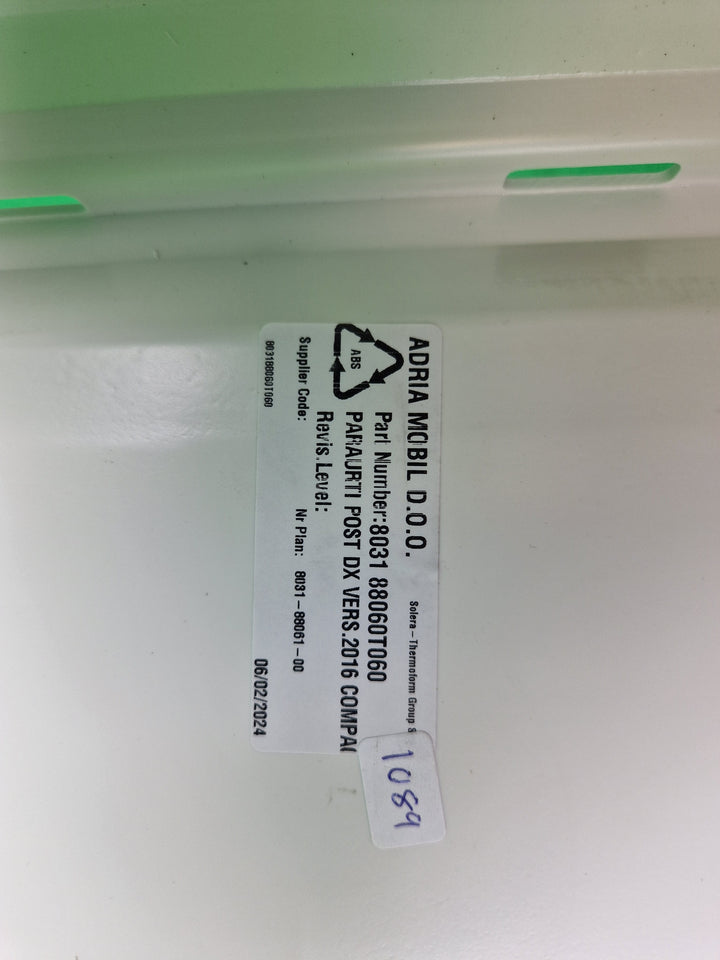 ADRIA MOBIL D.O.O.
Solera-Thermoform Group
Part Number:8031 88060T060
PARAURTI POST DX VERS.2016
ABS
Revis.Level:
Supplier Code:
Nr Plan: 8031-88061-00
803188060T060
06/02/2024
1089